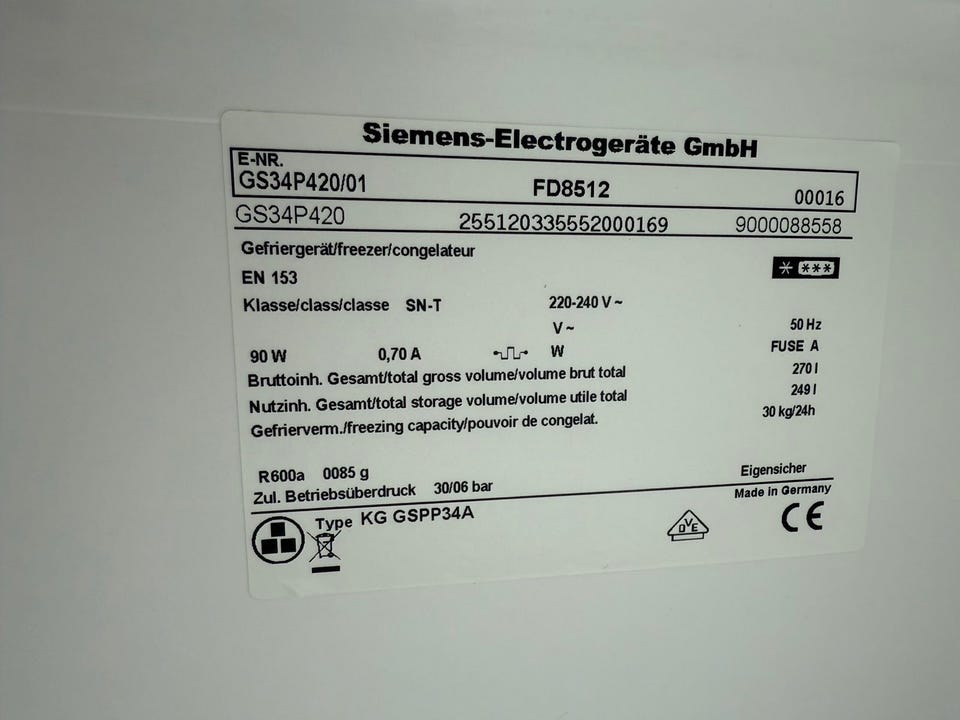 Siemens-Electrogeräte GmbH
E-NR.
GS34P420/01 FD8512 00016
GS34P420 255120335552000169 9000088558
Gefriergerät/freezer/congelateur
* ***
EN 153
Klasse/class/classe SN-T 220-240 V ~
V ~ 50 Hz
90 W 0,70 A W FUSE A
Bruttoinh. Gesamt/total gross volume/volume brut total 270 l
Nutzinh. Gesamt/total storage volume/volume utile total 249 l
Gefrierverm./freezing capacity/pouvoir de congelat. 30 kg/24h
R600a 0085 g Eigensicher
Zul. Betriebsüberdruck 30/06 bar Made in Germany
Type KG GSPP34A
OVE CE